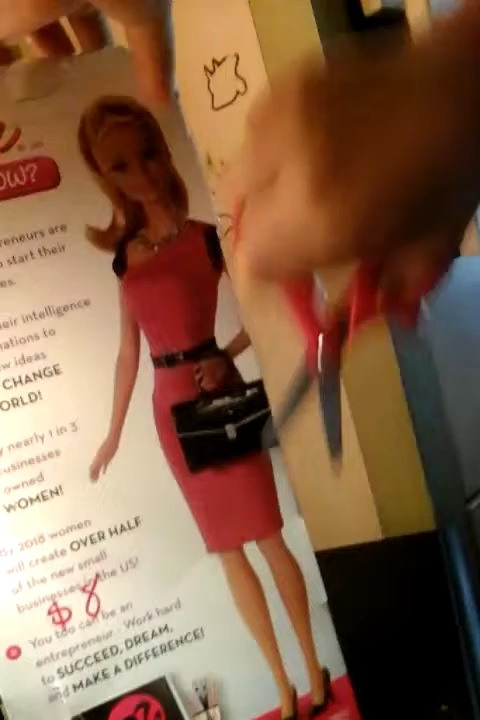 e
OW?
reneurs are
start their
es.
eir intelligence
nations to
w ideas
CHANGE
ORLD!
nearly 1 in 3
usinesses
owned
WOMEN!
By 2018 women
will create OVER HALF
of the new small
businesses in the US!
$8
You too can be an
entrepreneur. Work hard
to SUCCEED, DREAM,
and MAKE A DIFFERENCE!